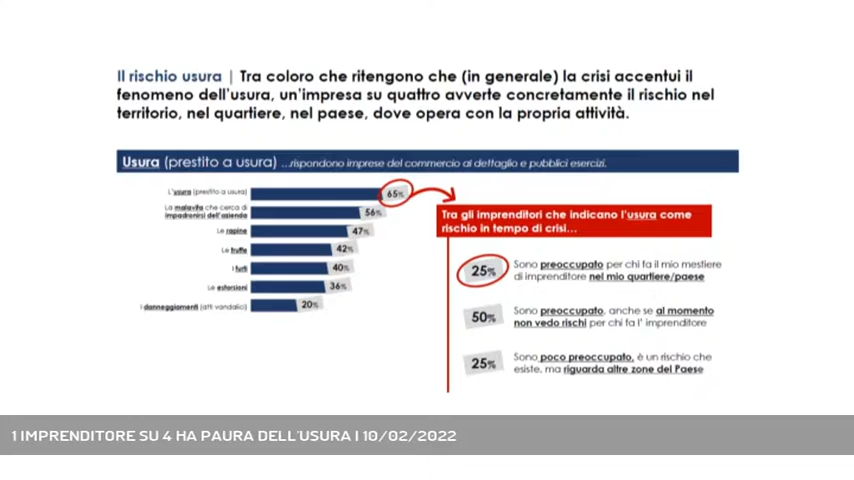 Il rischio usura | Tra coloro che ritengono che (in generale) la crisi accentui il
fenomeno dell'usura, un'impresa su quattro avverte concretamente il rischio nel
territorio, nel quartiere, nel paese, dove opera con la propria attività.
Usura (prestito a usura) ...rispondono imprese del commercio al dettaglio e pubblici esercizi.
L'usura (prestito a usura) 65%
La malavita che cerca di
impadronirsi dell'azienda 56%
Le rapine 47%
Le truffe 42%
I furti 40%
Le estorsioni 36%
I danneggiamenti (atti vandalici) 20%
Tra gli imprenditori che indicano l'usura come
rischio in tempo di crisi...
25% Sono preoccupato per chi fa il mio mestiere
di imprenditore nel mio quartiere/paese
50% Sono preoccupato, anche se al momento
non vedo rischi per chi fa l' imprenditore
25% Sono poco preoccupato, è un rischio che
esiste, ma riguarda altre zone del Paese
1 IMPRENDITORE SU 4 HA PAURA DELL'USURA | 10/02/2022